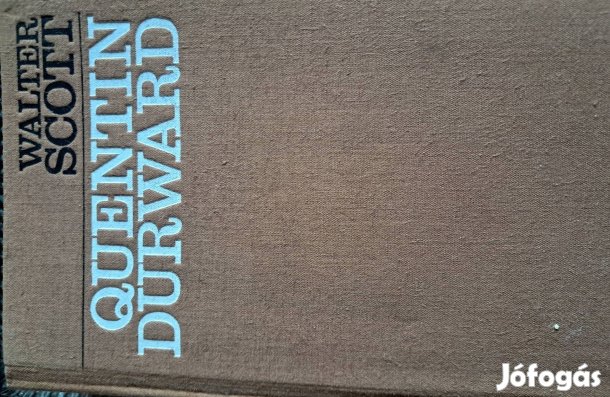 WALTER
SCOTT
QUENTIN
DURWARD
Jófogás